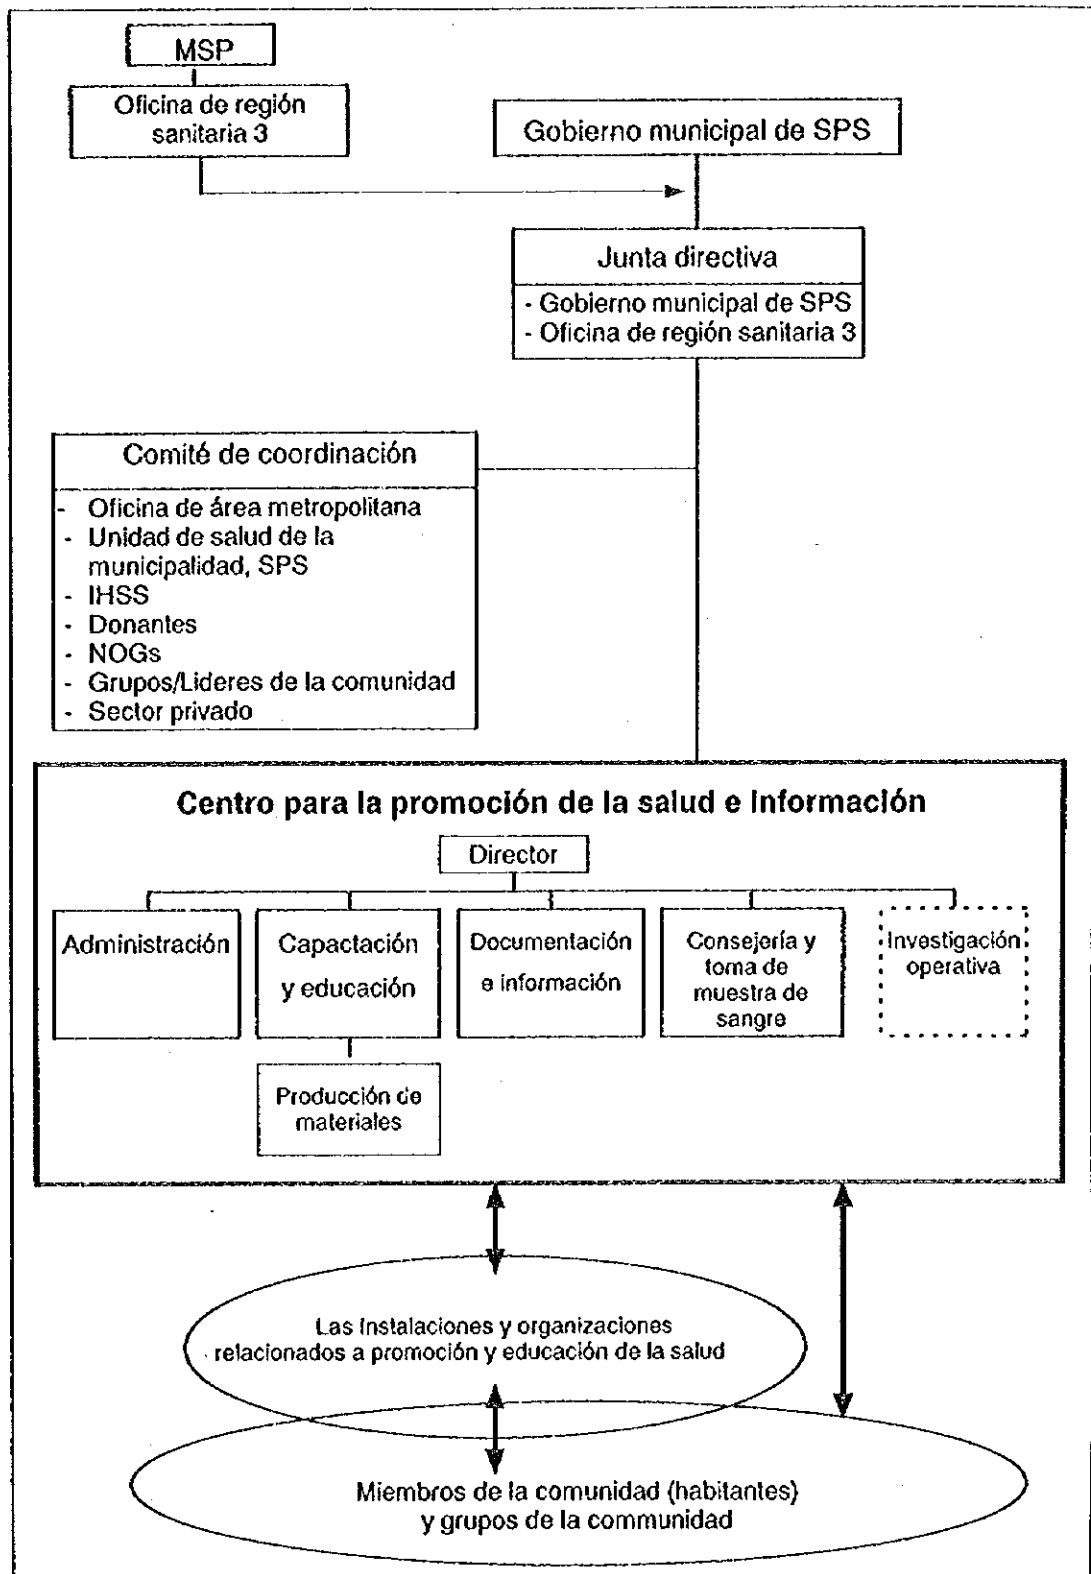 MSP
Oficina de región
sanitaria 3
Gobierno municipal de SPS
Junta directiva
- Gobierno municipal de SPS
- Oficina de región sanitaria 3
Comité de coordinación
- Oficina de área metropolitana
- Unidad de salud de la
municipalidad, SPS
- IHSS
- Donantes
- NOGs
- Grupos/Lideres de la comunidad
- Sector privado
Centro para la promoción de la salud e Información
Director
Administración
Capactación
y educación
Documentación
e información
Consejería y
toma de
muestra de
sangre
Investigación
operativa
Producción de
materiales
Las Instalaciones y organizaciones
relacionados a promoción y educación de la salud
Miembros de la comunidad (habitantes)
y grupos de la communidad